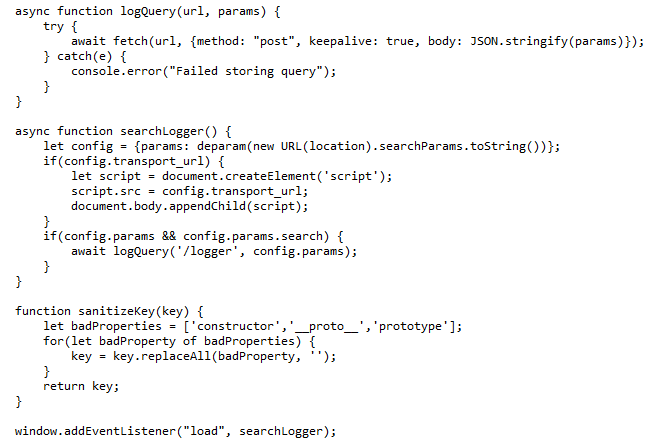 async function logQuery(url, params) {
    try {
        await fetch(url, {method: "post", keepalive: true, body: JSON.stringify(params)});
    } catch(e) {
        console.error("Failed storing query");
    }
}

async function searchLogger() {
    let config = {params: deparam(new URL(location).searchParams.toString())};
    if(config.transport_url) {
        let script = document.createElement('script');
        script.src = config.transport_url;
        document.body.appendChild(script);
    }
    if(config.params && config.params.search) {
        await logQuery('/logger', config.params);
    }
}

function sanitizeKey(key) {
    let badProperties = ['constructor','__proto__','prototype'];
    for(let badProperty of badProperties) {
        key = key.replaceAll(badProperty, '');
    }
    return key;
}

window.addEventListener("load", searchLogger);